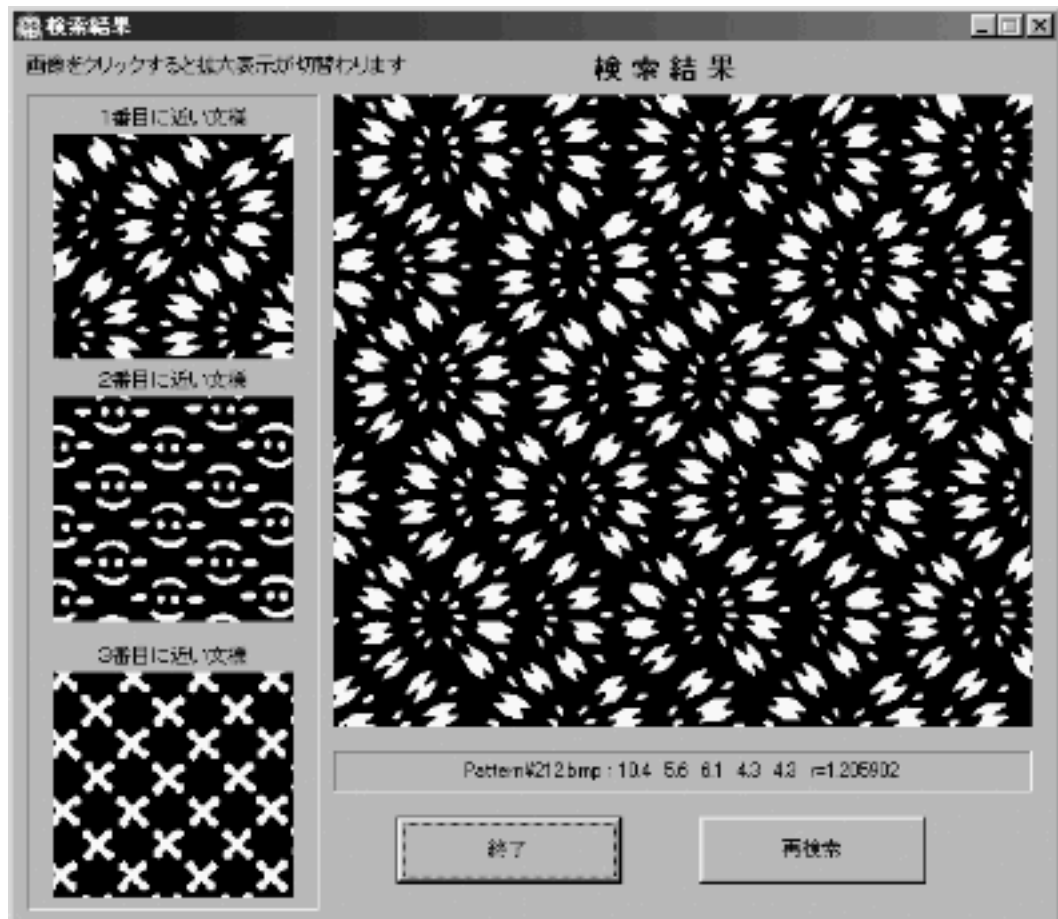 検索結果
画像をクリックすると拡大表示が切替わります
検索結果
1番目に近い文様
2番目に近い文様
3番目に近い文様
Pattern¥212.bmp : 10.4 5.6 6.1 4.3 4.3 r=1.205902
終了
再検索